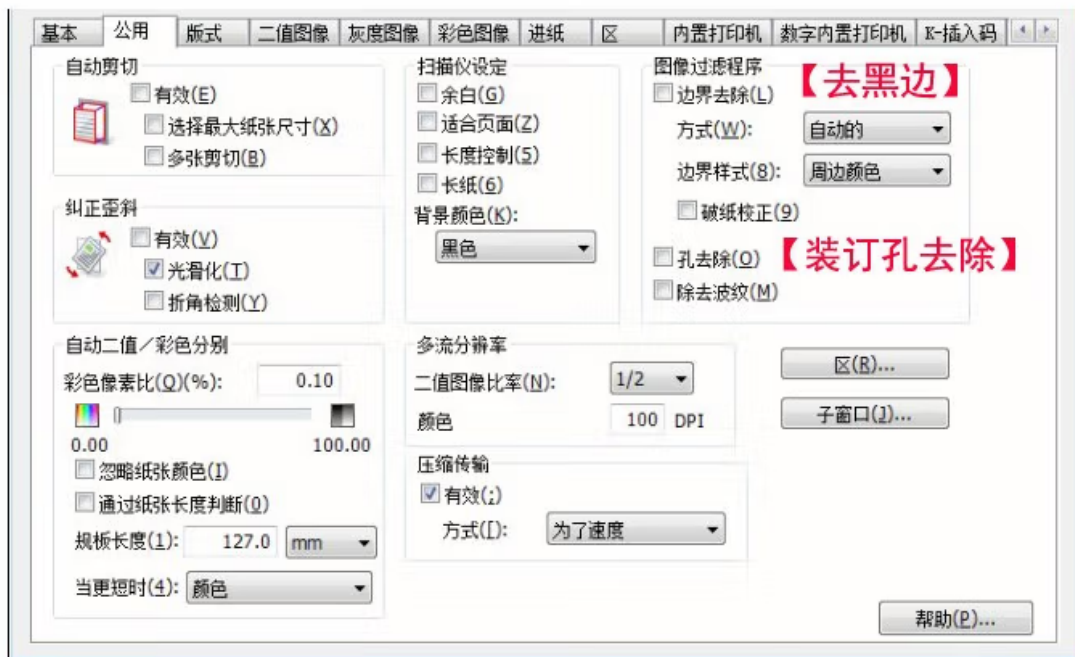 基本 公用 版式 二值图像 灰度图像 彩色图像 进纸 区 内置打印机 数字内置打印机 K-插入码
自动剪切
有效(E)
选择最大纸张尺寸(X)
多张剪切(B)
纠正歪斜
有效(V)
光滑化(T)
折角检测(Y)
自动二值／彩色分别
彩色像素比(Q)(%): 0.10
0.00 100.00
忽略纸张颜色(I)
通过纸张长度判断(0)
规板长度(1): 127.0 mm
当更短时(4): 颜色
扫描仪设定
余白(G)
适合页面(Z)
长度控制(5)
长纸(6)
背景颜色(K):
黑色
多流分辨率
二值图像比率(N): 1/2
颜色 100 DPI
压缩传输
有效(;)
方式([): 为了速度
图像过滤程序
边界去除(L) 【去黑边】
方式(W): 自动的
边界样式(8): 周边颜色
破纸校正(9)
孔去除(O) 【装订孔去除】
除去波纹(M)
区(R)...
子窗口(J)...
帮助(P)...